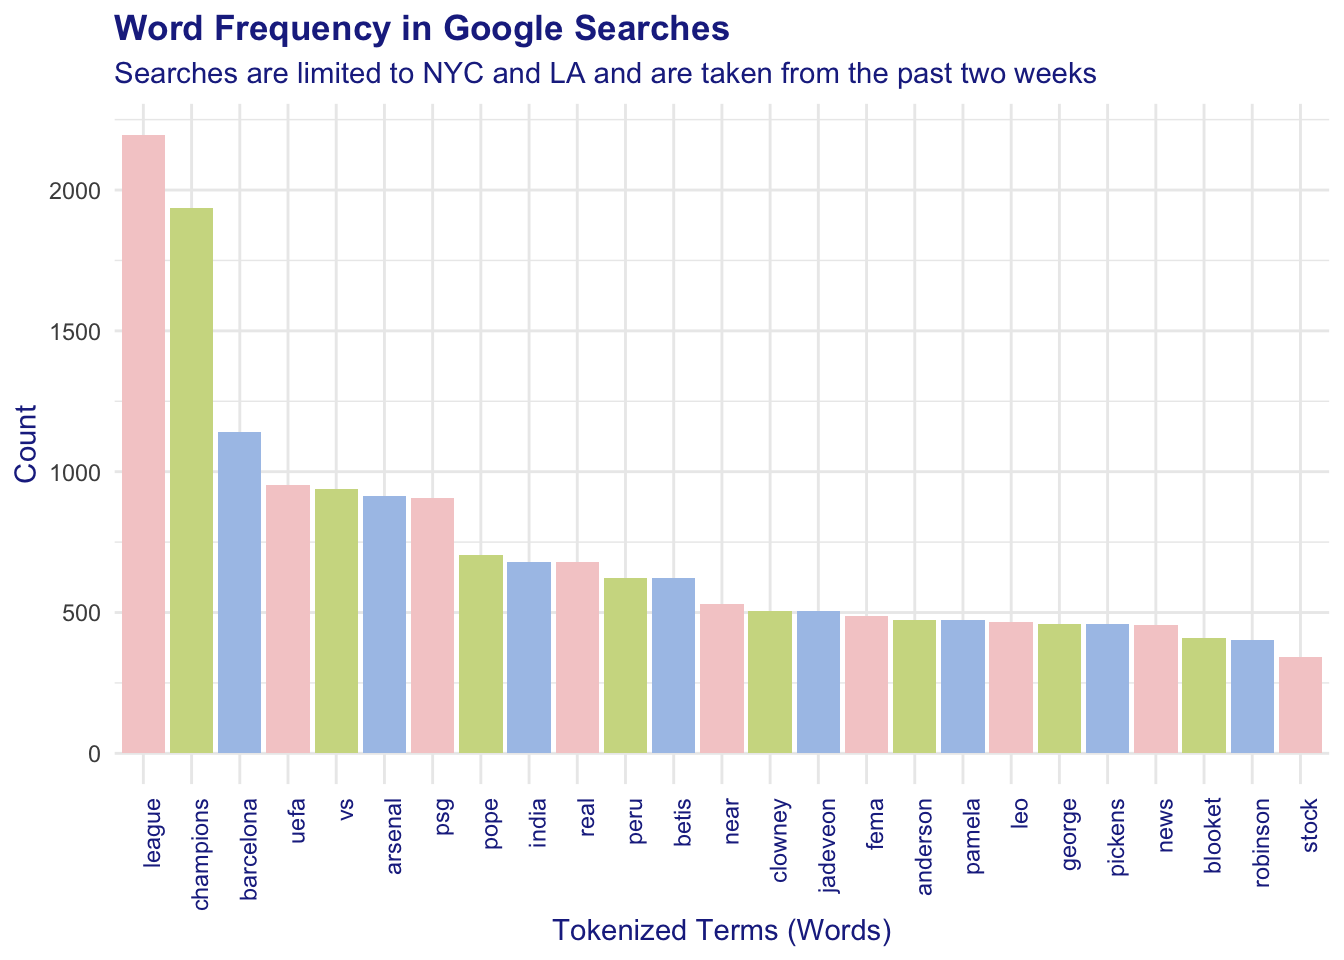 Word Frequency in Google Searches
Searches are limited to NYC and LA and are taken from the past two weeks
Count
2000
1500
1000
500
0
league
champions
barcelona
uefa
vs
arsenal
psg
pope
india
real
peru
betis
near
clowney
jadeveon
fema
anderson
pamela
leo
george
pickens
news
blooket
robinson
stock
Tokenized Terms (Words)